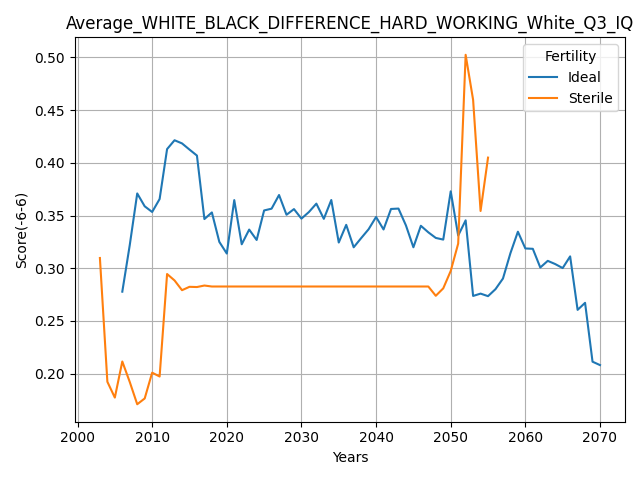 Average_WHITE_BLACK_DIFFERENCE_HARD_WORKING_White_Q3_IQ
Fertility
Ideal
Sterile
0.50
0.45
0.40
0.35
0.30
0.25
0.20
Score(-6-6)
2000 2010 2020 2030 2040 2050 2060 2070
Years